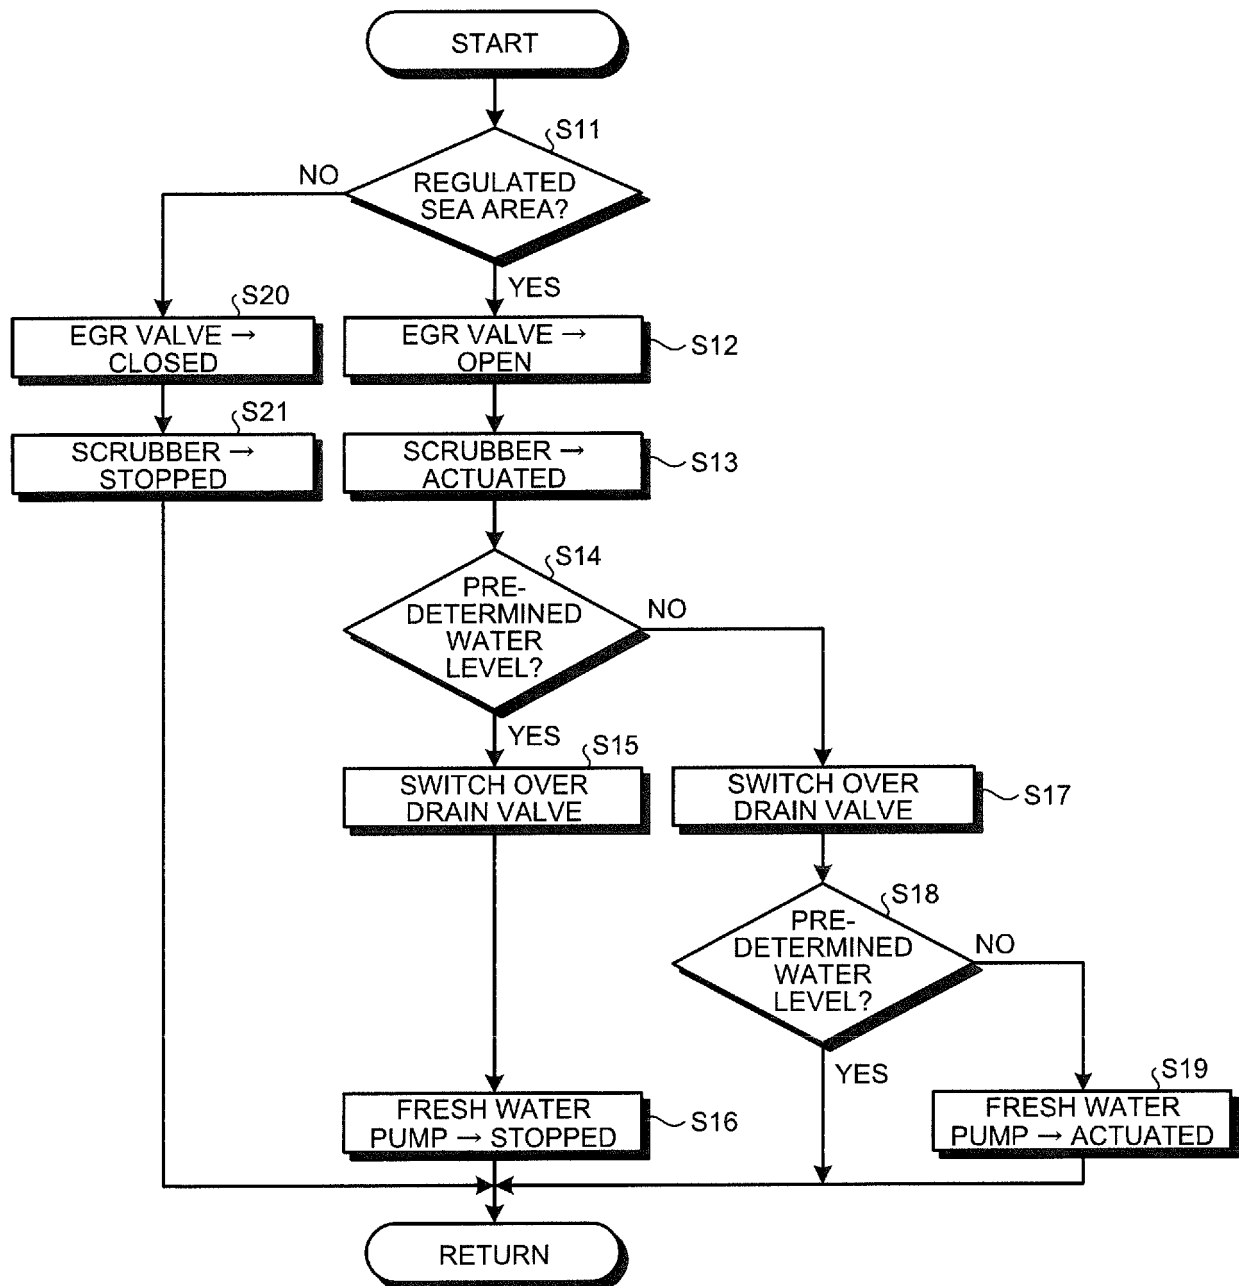 START
S11
NO
REGULATED
SEA AREA?
YES
S20
EGR VALVE →
CLOSED
EGR VALVE →
OPEN
S12
S21
SCRUBBER →
STOPPED
SCRUBBER →
ACTUATED
S13
S14
PRE-
DETERMINED
WATER
LEVEL?
NO
YES
S15
SWITCH OVER
DRAIN VALVE
SWITCH OVER
DRAIN VALVE
S17
S18
PRE-
DETERMINED
WATER
LEVEL?
NO
YES
S19
FRESH WATER
PUMP → STOPPED
S16
FRESH WATER
PUMP → ACTUATED
RETURN